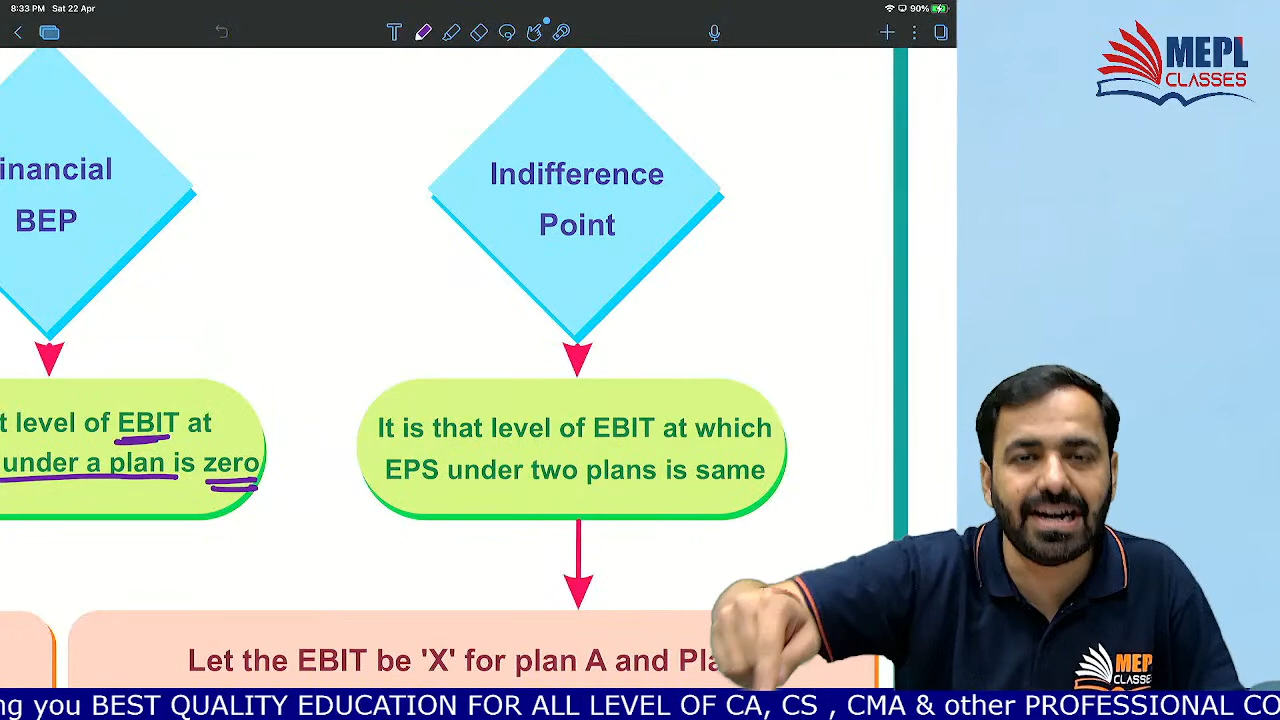 8:33 PM Sat 22 Apr
90%
T
MEPL
CLASSES
inancial
BEP
Indifference
Point
t level of EBIT at
under a plan is zero
It is that level of EBIT at which
EPS under two plans is same
Let the EBIT be 'X' for plan A and Pla
MEP
CLASSES
ng you BEST QUALITY EDUCATION FOR ALL LEVEL OF CA, CS , CMA & other PROFESSIONAL CO